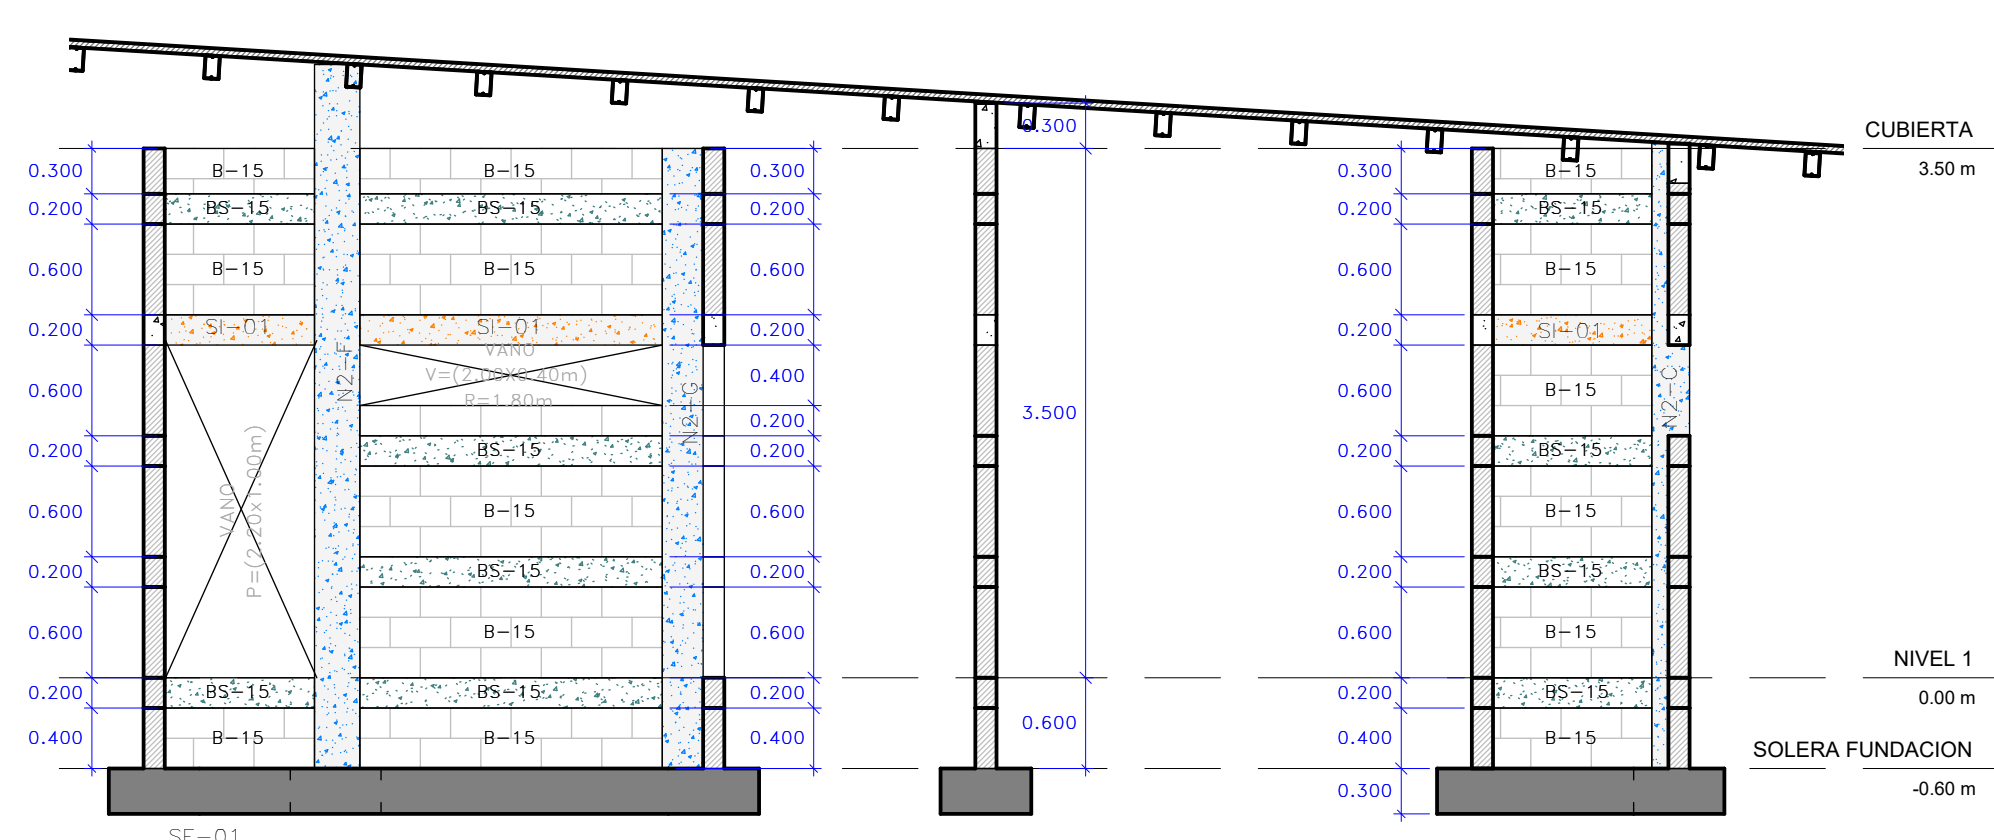 CUBIERTA
3.50 m
NIVEL 1
0.00 m
SOLERA FUNDACION
-0.60 m
0.300
0.200
0.600
0.200
0.600
0.200
0.600
0.200
0.600
0.200
0.400
B-15
BS-15
B-15
SI-01
VANO
P=(2.20x1.00m)
BS-15
B-15
N2-F
B-15
BS-15
B-15
SI-01
VANO
V=(2.00X0.40m)
R=1.80m
BS-15
B-15
BS-15
B-15
BS-15
B-15
N2-G
0.300
0.200
0.600
0.200
0.400
0.200
0.200
0.600
0.200
0.600
0.200
0.400
SF-01
0.300
3.500
0.600
0.300
0.200
0.600
0.200
0.600
0.200
0.600
0.200
0.600
0.200
0.400
0.300
B-15
BS-15
B-15
SI-01
B-15
BS-15
B-15
BS-15
B-15
BS-15
B-15
N2-C